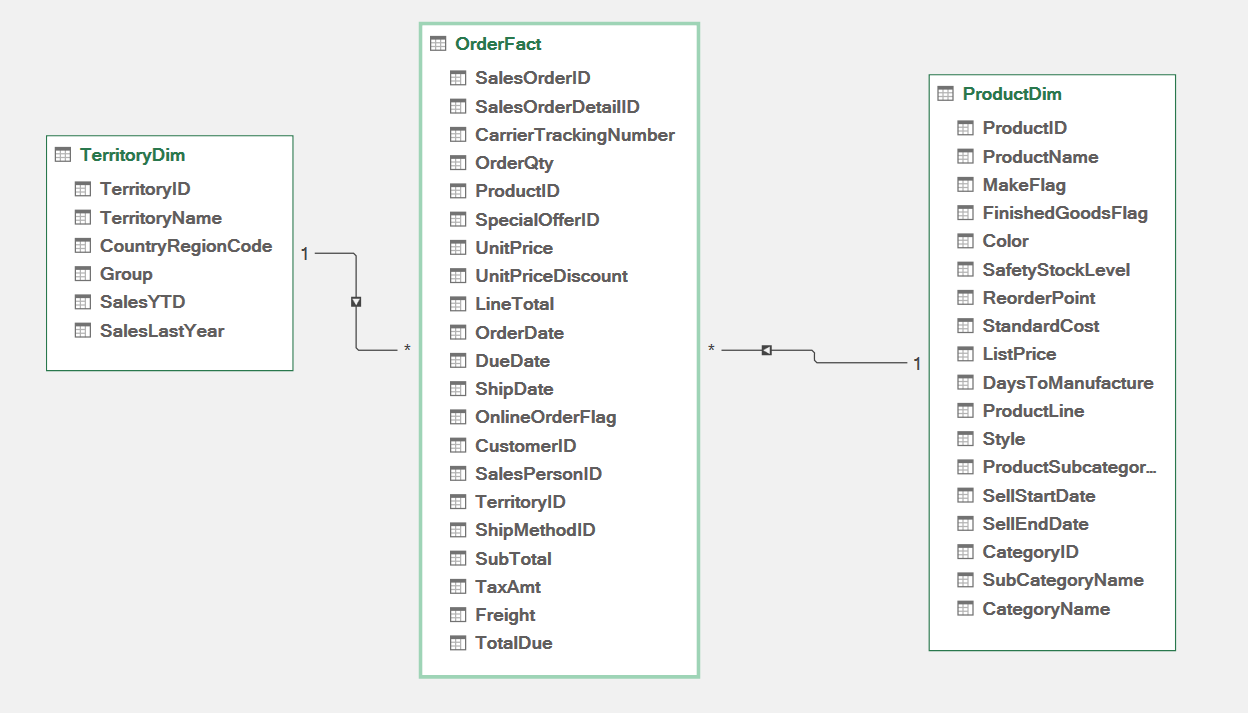 TerritoryDim
TerritoryID
TerritoryName
CountryRegionCode
Group
SalesYTD
SalesLastYear
1
*
OrderFact
SalesOrderID
SalesOrderDetailID
CarrierTrackingNumber
OrderQty
ProductID
SpecialOfferID
UnitPrice
UnitPriceDiscount
LineTotal
OrderDate
DueDate
ShipDate
OnlineOrderFlag
CustomerID
SalesPersonID
TerritoryID
ShipMethodID
SubTotal
TaxAmt
Freight
TotalDue
*
1
ProductDim
ProductID
ProductName
MakeFlag
FinishedGoodsFlag
Color
SafetyStockLevel
ReorderPoint
StandardCost
ListPrice
DaysToManufacture
ProductLine
Style
ProductSubcategor...
SellStartDate
SellEndDate
CategoryID
SubCategoryName
CategoryName